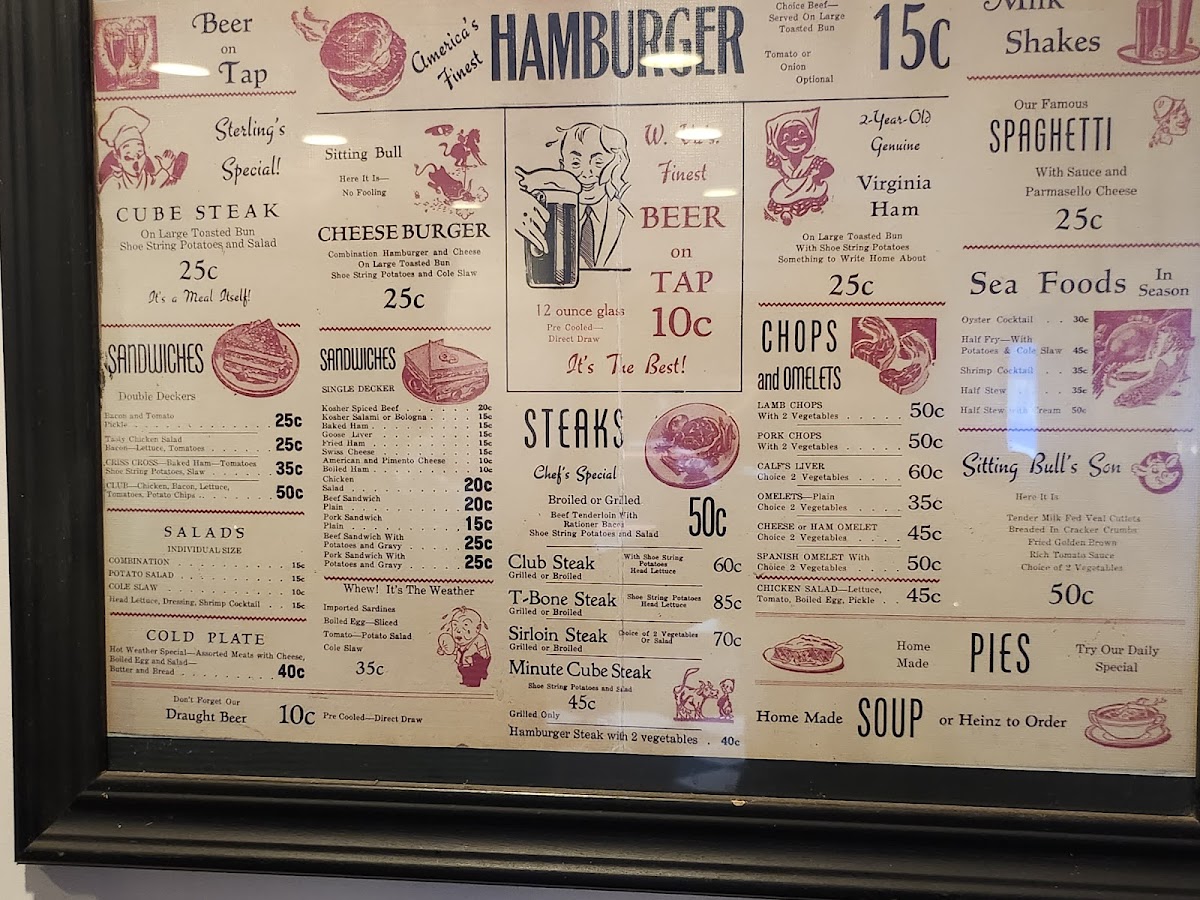 Beer
on
Tap
America's
Finest
HAMBURGER
Choice Beef—
Served On Large
Toasted Bun
Tomato or
Onion
Optional
15c
Milk
Shakes
Sterling's
Special!
CUBE STEAK
On Large Toasted Bun
Shoe String Potatoes and Salad
25c
It's a Meal Itself!
Sitting Bull
Here It Is—
No Fooling
CHEESEBURGER
Combination Hamburger and Cheese
On Large Toasted Bun
Shoe String Potatoes and Cole Slaw
25c
W. Va's.
Finest
BEER
on
TAP
10c
12 ounce glass
Pre Cooled—
Direct Draw
It's The Best!
2-Year-Old
Genuine
Virginia
Ham
On Large Toasted Bun
With Shoe String Potatoes
Something to Write Home About
25c
Our Famous
SPAGHETTI
With Sauce and
Parmasello Cheese
25c
SANDWICHES
Double Deckers
Bacon and Tomato
Pickle 25c
Tasty Chicken Salad
Bacon—Lettuce, Tomatoes 25c
CRISS CROSS—Baked Ham—Tomatoes
Shoe String Potatoes, Slaw 35c
CLUB—Chicken, Bacon, Lettuce,
Tomatoes, Potato Chips 50c
SALADS
INDIVIDUAL SIZE
COMBINATION 15c
POTATO SALAD 15c
COLE SLAW 10c
Head Lettuce, Dressing, Shrimp Cocktail 15c
COLD PLATE
Hot Weather Special—Assorted Meats with Cheese,
Boiled Egg and Salad—
Butter and Bread 40c
SANDWICHES
SINGLE DECKER
Kosher Spiced Beef 20c
Kosher Salami or Bologna 15c
Baked Ham 15c
Goose Liver 15c
Fried Ham 15c
Swiss Cheese 15c
American and Pimento Cheese 10c
Boiled Ham 10c
Chicken
Salad 20c
Beef Sandwich
Plain 20c
Pork Sandwich
Plain 15c
Beef Sandwich With
Potatoes and Gravy 25c
Pork Sandwich With
Potatoes and Gravy 25c
Whew! It's The Weather
Imported Sardines
Boiled Egg—Sliced
Tomato—Potato Salad
Cole Slaw
35c
STEAKS
Chef's Special
Broiled or Grilled
Beef Tenderloin With
Rationer Bacon
Shoe String Potatoes and Salad
50c
Club Steak With Shoe String
Potatoes
Head Lettuce 60c
Grilled or Broiled
T-Bone Steak Shoe String Potatoes
Head Lettuce 85c
Grilled or Broiled
Sirloin Steak Choice of 2 Vegetables
Or Salad 70c
Grilled or Broiled
Minute Cube Steak
Shoe String Potatoes and Salad
45c
Grilled Only
Hamburger Steak with 2 vegetables . 40c
CHOPS
and OMELETS
LAMB CHOPS
With 2 Vegetables 50c
PORK CHOPS
With 2 Vegetables 50c
CALF'S LIVER
Choice 2 Vegetables 60c
OMELETS—Plain
Choice 2 Vegetables 35c
CHEESE or HAM OMELET
Choice 2 Vegetables 45c
SPANISH OMELET With
Choice 2 Vegetables 50c
CHICKEN SALAD—Lettuce,
Tomato, Boiled Egg, Pickle 45c
Sea Foods In
Season
Oyster Cocktail . . 30c
Half Fry—With
Potatoes & Cole Slaw 45c
Shrimp Cocktail . . 35c
Half Stew . . . 35c
Half Stew with Cream 50c
Sitting Bull's Son
Here It Is
Tender Milk Fed Veal Cutlets
Breaded In Cracker Crumbs
Fried Golden Brown
Rich Tomato Sauce
Choice of 2 Vegetables
50c
Home
Made
PIES
Try Our Daily
Special
Don't Forget Our
Draught Beer 10c Pre Cooled—Direct Draw
Home Made SOUP or Heinz to Order